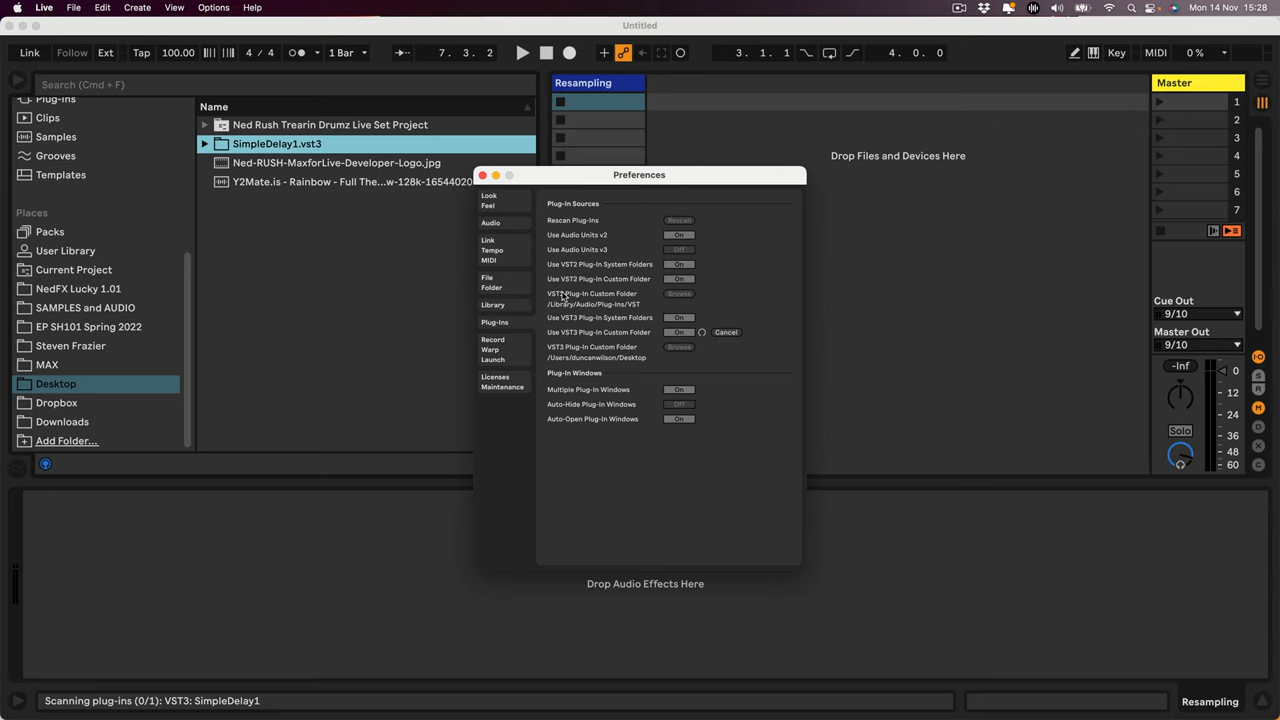 Live File Edit Create View Options Help Mon 14 Nov 15:28
Untitled
Link Follow Ext Tap 100.00 4 / 4 1 Bar 7. 3. 2 3. 1. 1 4. 0. 0 Key MIDI 0 %
Search (Cmd + F)
Plug-Ins
Clips
Samples
Grooves
Templates
Places
Packs
User Library
Current Project
NedFX Lucky 1.01
SAMPLES and AUDIO
EP SH101 Spring 2022
Steven Frazier
MAX
Desktop
Dropbox
Downloads
Add Folder...
Name
Ned Rush Trearin Drumz Live Set Project
SimpleDelay1.vst3
Ned-RUSH-MaxforLive-Developer-Logo.jpg
Y2Mate.is - Rainbow - Full The...w-128k-16544020
Resampling
Drop Files and Devices Here
Master
1
2
3
4
5
6
7
Cue Out
9/10
Master Out
9/10
-Inf
0
12
24
36
48
60
Solo
I·O
S
R
M
D
X
C
Preferences
Look
Feel
Audio
Link
Tempo
MIDI
File
Folder
Library
Plug-Ins
Record
Warp
Launch
Licenses
Maintenance
Plug-In Sources
Rescan Plug-Ins Rescan
Use Audio Units v2 On
Use Audio Units v3 Off
Use VST2 Plug-In System Folders On
Use VST2 Plug-In Custom Folder On
VST2 Plug-In Custom Folder Browse
/Library/Audio/Plug-Ins/VST
Use VST3 Plug-In System Folders On
Use VST3 Plug-In Custom Folder On Cancel
VST3 Plug-In Custom Folder Browse
/Users/duncanwilson/Desktop
Plug-In Windows
Multiple Plug-In Windows On
Auto-Hide Plug-In Windows Off
Auto-Open Plug-In Windows On
Drop Audio Effects Here
Scanning plug-ins (0/1): VST3: SimpleDelay1
Resampling